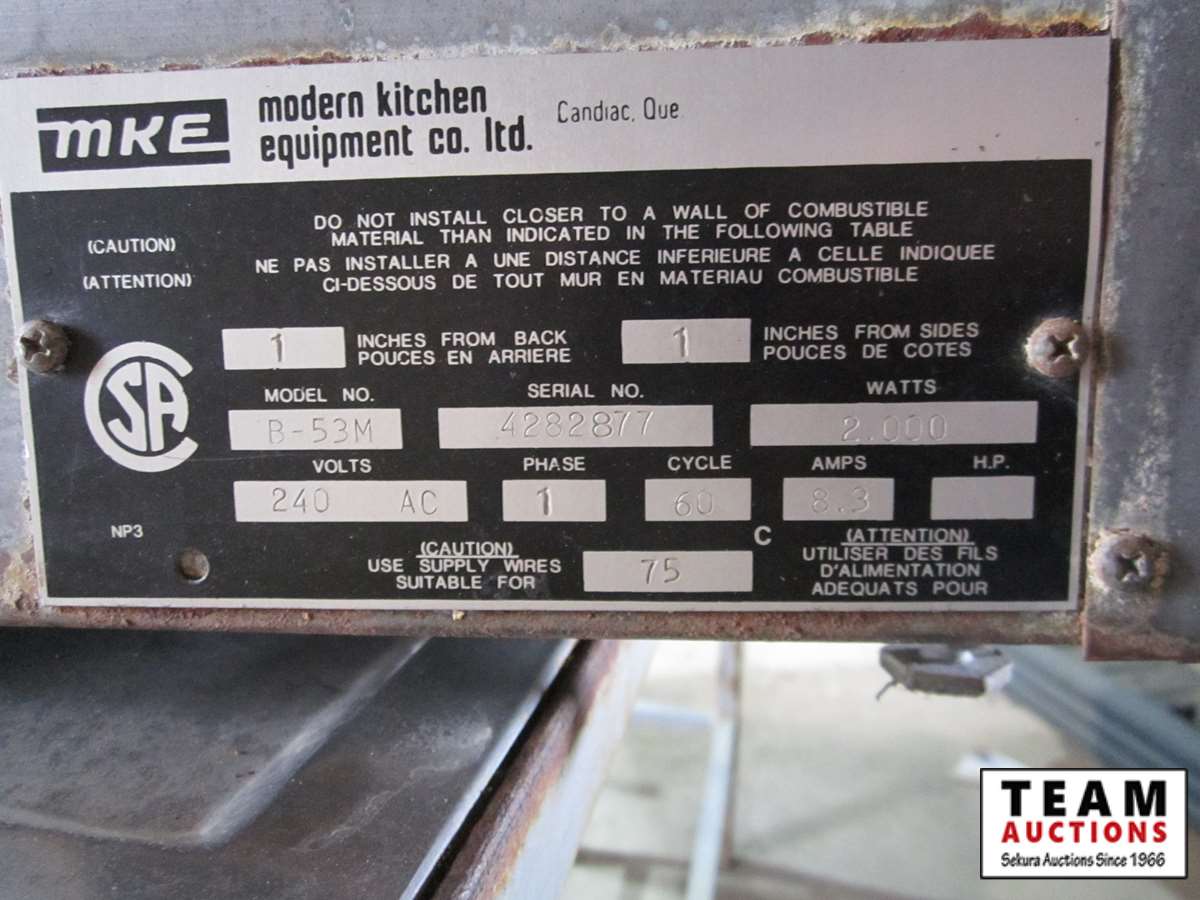 MKE
modern kitchen
equipment co. ltd.
Candiac, Que
(CAUTION)
DO NOT INSTALL CLOSER TO A WALL OF COMBUSTIBLE
MATERIAL THAN INDICATED IN THE FOLLOWING TABLE
(ATTENTION)
NE PAS INSTALLER A UNE DISTANCE INFERIEURE A CELLE INDIQUEE
CI-DESSOUS DE TOUT MUR EN MATERIAU COMBUSTIBLE
1 INCHES FROM BACK 1 INCHES FROM SIDES
POUCES EN ARRIERE POUCES DE COTES
CSA
MODEL NO. SERIAL NO. WATTS
B-53M 4282877 2.000
VOLTS PHASE CYCLE AMPS H.P.
240 AC 1 60 8.3
NP3
(CAUTION)
USE SUPPLY WIRES
SUITABLE FOR
75 C
(ATTENTION)
UTILISER DES FILS
D'ALIMENTATION
ADEQUATS POUR
TEAM
AUCTIONS
Sekura Auctions Since 1966